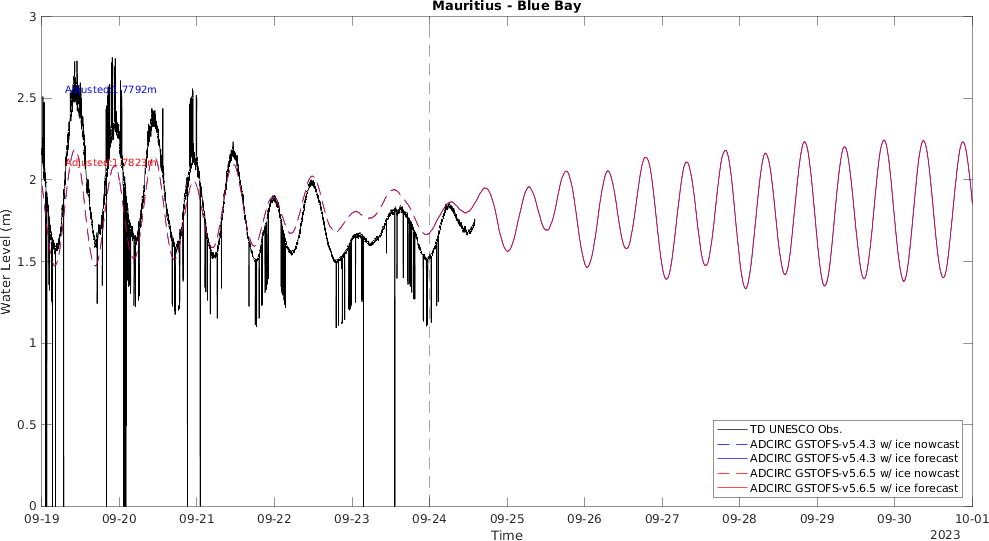 Mauritius - Blue Bay
Water Level (m)
3
2.5
2
1.5
1
0.5
0
Adjusted:1.7792m
Adjusted:1.7823m
TD UNESCO Obs.
ADCIRC GSTOFS-v5.4.3 w/ ice nowcast
ADCIRC GSTOFS-v5.4.3 w/ ice forecast
ADCIRC GSTOFS-v5.6.5 w/ ice nowcast
ADCIRC GSTOFS-v5.6.5 w/ ice forecast
09-19 09-20 09-21 09-22 09-23 09-24 09-25 09-26 09-27 09-28 09-29 09-30 10-01
Time
2023